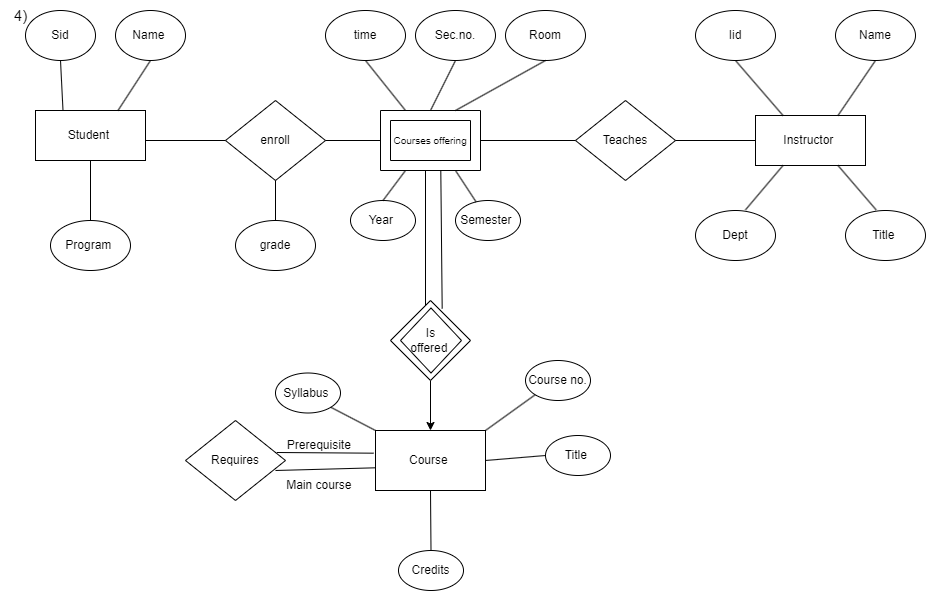 4)
Sid
Name
time
Sec.no.
Room
Iid
Name
Student
enroll
Courses offering
Teaches
Instructor
Program
grade
Year
Semester
Dept
Title
Is
offered
Syllabus
Course no.
Requires
Prerequisite
Main course
Course
Title
Credits